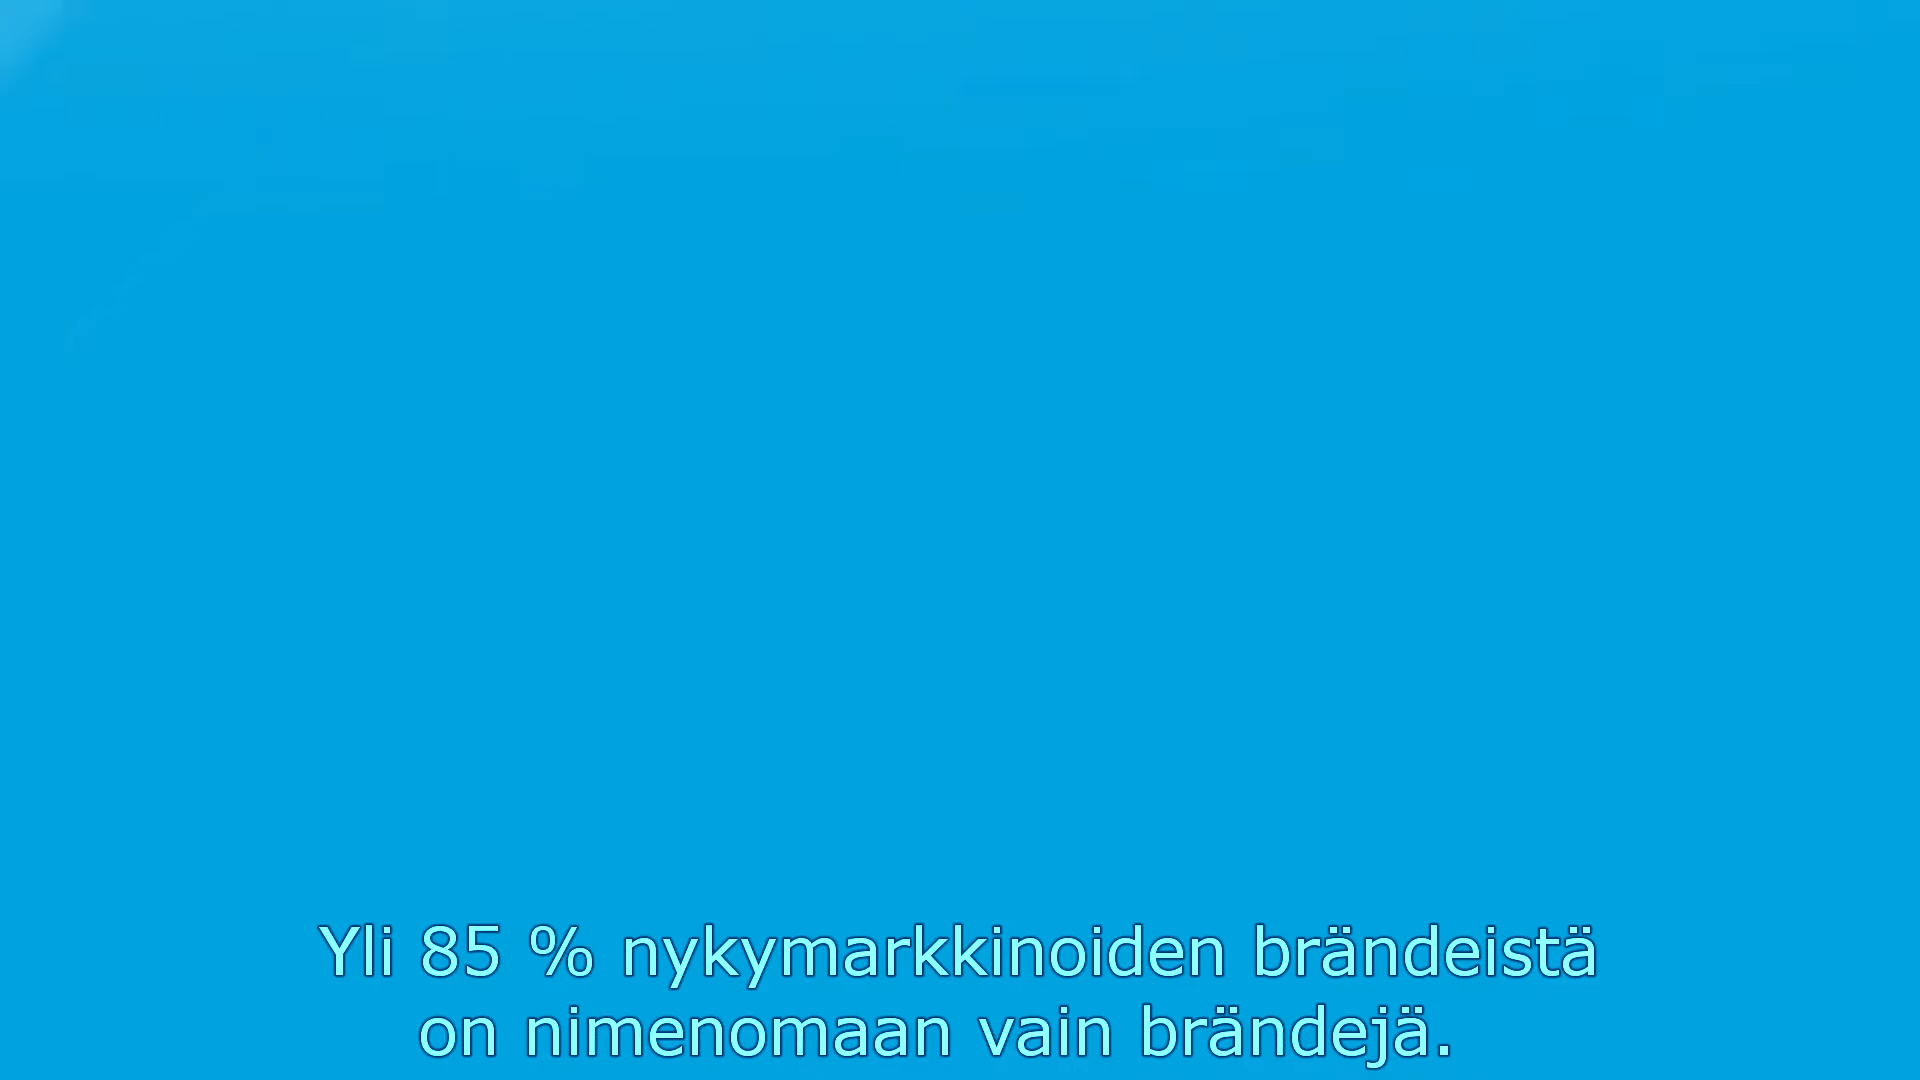 Yli 85 % nykymarkkinoiden brändeistä
on nimenomaan vain brändejä.